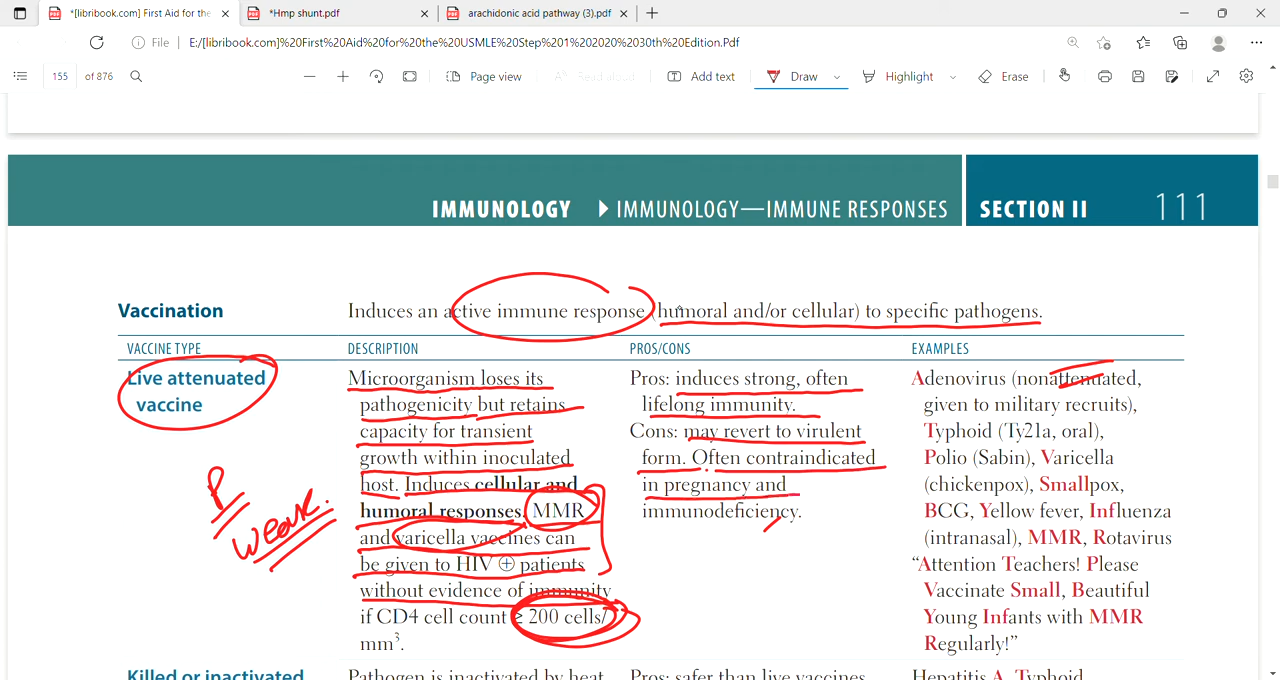 *[libribook.com] First Aid for the
*Hmp shunt.pdf
arachidonic acid pathway (3).pdf
File E:/[libribook.com]%20First%20Aid%20for%20the%20USMLE%20Step%201%202020%2030th%20Edition.Pdf
155 of 876
Page view
Read aloud
Add text
Draw
Highlight
Erase
IMMUNOLOGY ▶ IMMUNOLOGY—IMMUNE RESPONSES SECTION II 111
Vaccination Induces an active immune response (humoral and/or cellular) to specific pathogens.
VACCINE TYPE DESCRIPTION PROS/CONS EXAMPLES
Live attenuated
vaccine
Microorganism loses its
pathogenicity but retains
capacity for transient
growth within inoculated
host. Induces cellular and
humoral responses. MMR
and varicella vaccines can
be given to HIV ⊕ patients
without evidence of immunity
if CD4 cell count ≥ 200 cells/
mm³.
Pros: induces strong, often
lifelong immunity.
Cons: may revert to virulent
form. Often contraindicated
in pregnancy and
immunodeficiency.
Adenovirus (nonattenuated,
given to military recruits),
Typhoid (Ty21a, oral),
Polio (Sabin), Varicella
(chickenpox), Smallpox,
BCG, Yellow fever, Influenza
(intranasal), MMR, Rotavirus
“Attention Teachers! Please
Vaccinate Small, Beautiful
Young Infants with MMR
Regularly!”
P
weak.
Killed or inactivated Pathogen is inactivated by heat Pros: safer than live vaccines Hepatitis A, Typhoid